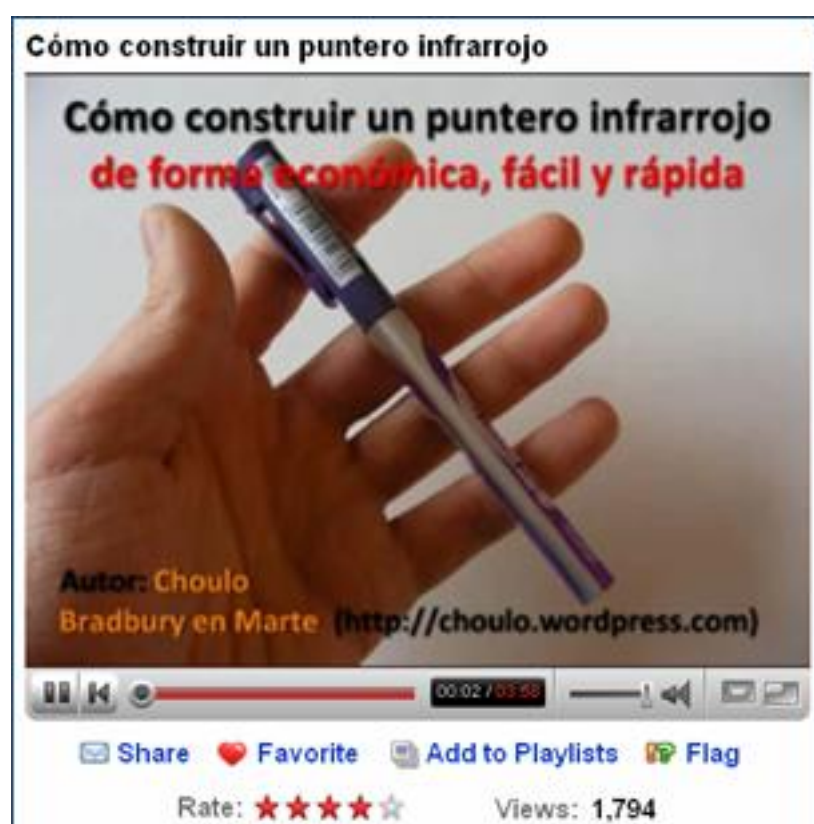 Cómo construir un puntero infrarrojo
Cómo construir un puntero infrarrojo
de forma económica, fácil y rápida
Autor: Choulo
Bradbury en Marte (http://choulo.wordpress.com)
00:02 / 03:58
Share Favorite Add to Playlists Flag
Rate: Views: 1,794